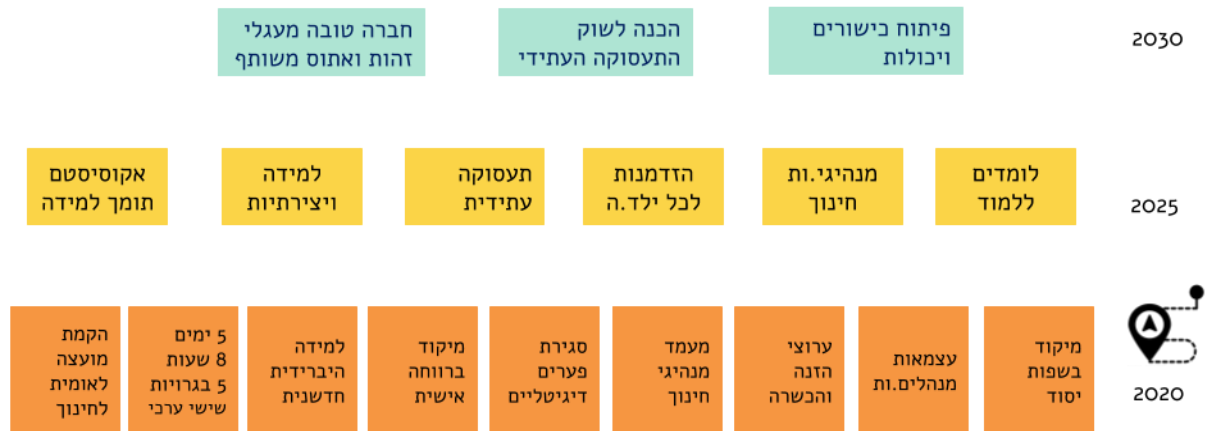 2030
פיתוח כישורים
ויכולות
הכנה לשוק
התעסוקה העתידי
חברה טובה מעגלי
זהות ואתוס משותף
2025
לומדים
ללמוד
מנהיגי.ות
חינוך
הזדמנות
לכל ילד.ה
תעסוקה
עתידית
למידה
ויצירתיות
אקוסיסטם
תומך למידה
2020
מיקוד
בשפות
יסוד
עצמאות
מנהלים.ות
ערוצי
הזנה
והכשרה
מעמד
מנהיגי
חינוך
סגירת
פערים
דיגיטליים
מיקוד
ברווחה
אישית
למידה
היברידית
חדשנית
5 ימים
8 שעות
5 בגרויות
שישי ערכי
הקמת
מועצה
לאומית
לחינוך